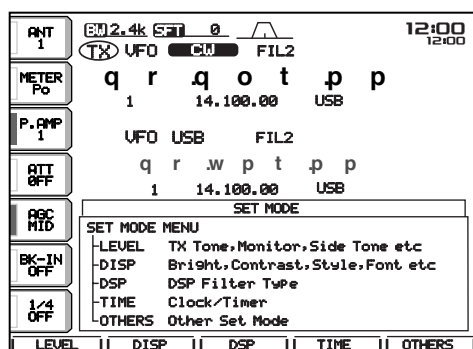 ANT 1
BW 2.4k SFT 0
12:00
12:00
TX VFO CW FIL2
METER Po
q r .q o t .p p
1 14.100.00 USB
P.AMP 1
VFO USB FIL2
ATT OFF
q r .w p t .p p
1 14.100.00 USB
AGC MID
SET MODE
SET MODE MENU
LEVEL TX Tone,Monitor,Side Tone etc
BK-IN OFF
DISP Bright,Contrast,Style,Font etc
DSP DSP Filter Type
1/4 OFF
TIME Clock/Timer
OTHERS Other Set Mode
LEVEL DISP DSP TIME OTHERS